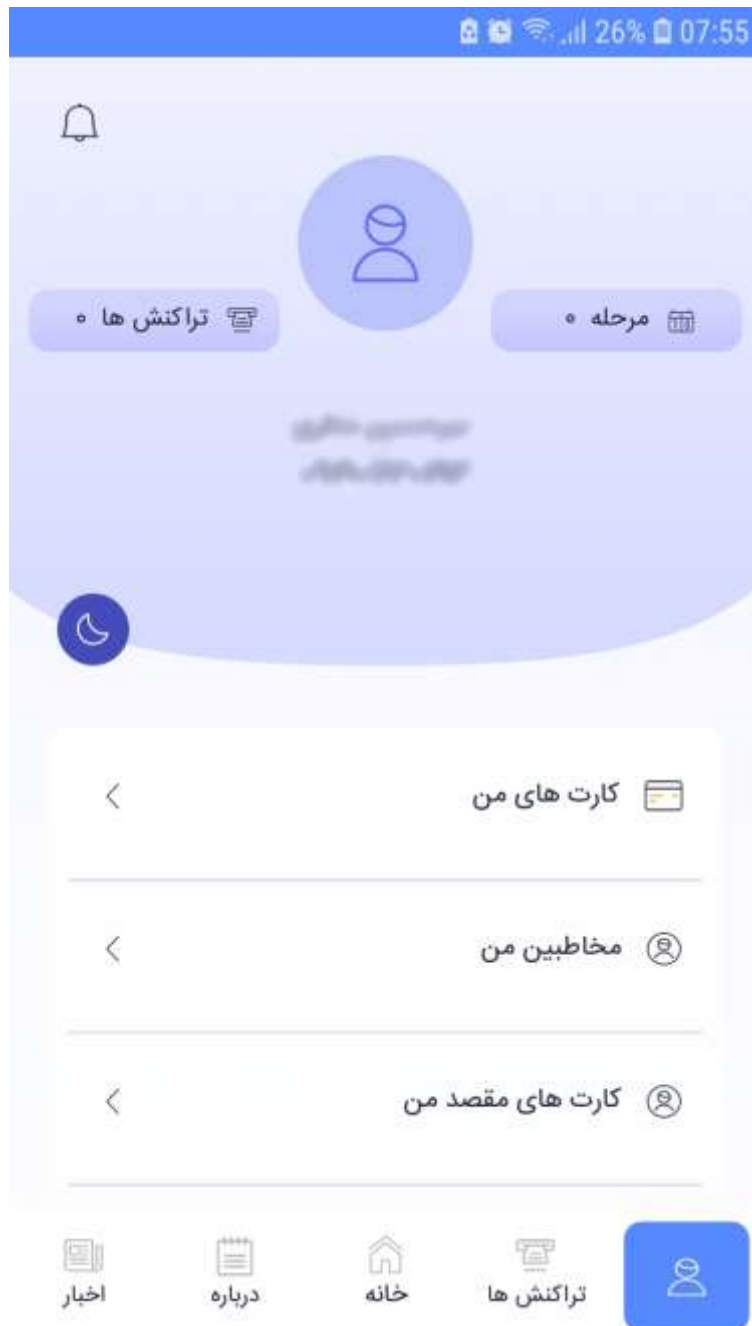 26% 07:55
مرحله ۰
تراکنش ها ۰
کارت های من
مخاطبین من
کارت های مقصد من
تراکنش ها
خانه
درباره
اخبار